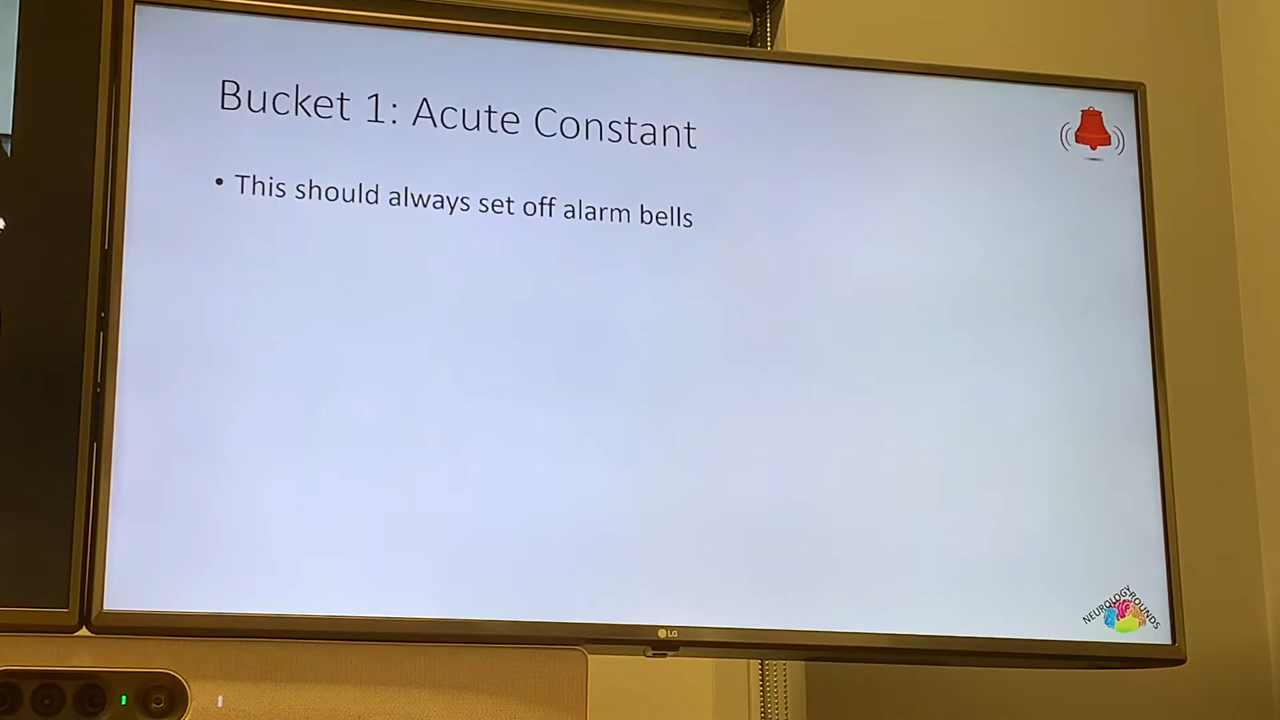 Bucket 1: Acute Constant
• This should always set off alarm bells
NEUROLOGY ROUNDS
LG